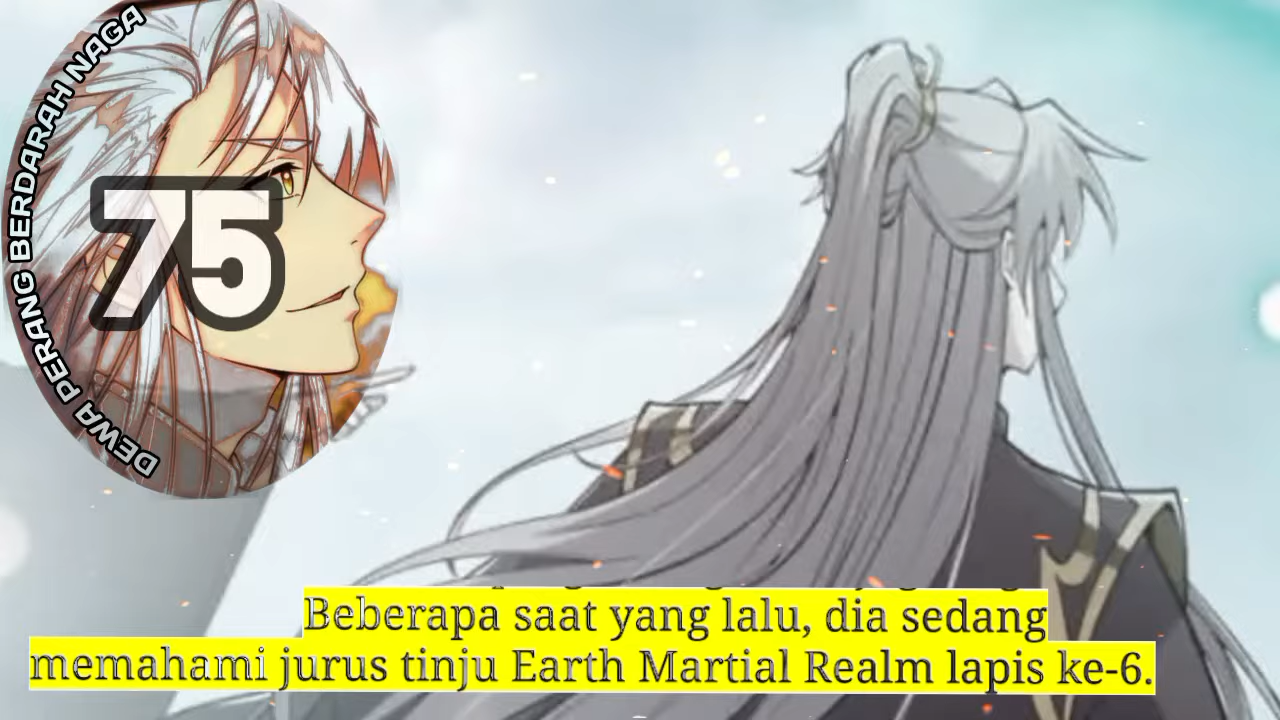 DEWA PERANG BERDARAH NAGA
75
Beberapa saat yang lalu, dia sedang
memahami jurus tinju Earth Martial Realm lapis ke-6.